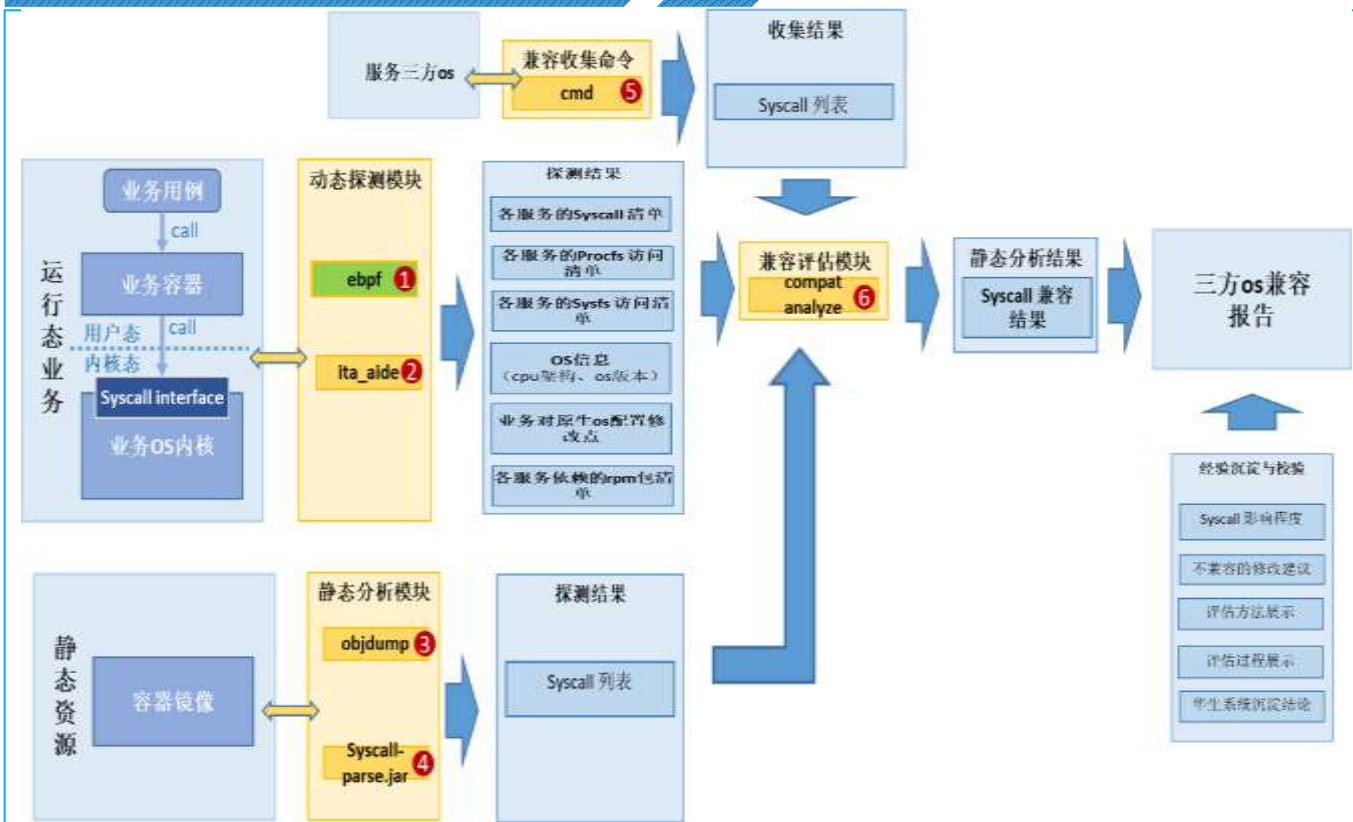 服务三方os
兼容收集命令
cmd
5
收集结果
Syscall 列表
运
行
态
业
务
业务用例
call
业务容器
call
用户态
内核态
Syscall interface
业务OS内核
动态探测模块
ebpf
1
ita_aide
2
探测结果
各服务的Syscall 清单
各服务的Procfs 访问
清单
各服务的Sysfs 访问清
单
OS信息
（cpu架构、os版本）
业务对原生os配置修
改点
各服务依赖的rpm包清
单
兼容评估模块
compat
analyze
6
静态分析结果
Syscall 兼容
结果
三方os兼容
报告
经验沉淀与校验
Syscall 影响程度
不兼容的修改建议
评估方法展示
评估过程展示
系统沉淀结论
静
态
资
源
容器镜像
静态分析模块
objdump
3
Syscall-
parse.jar
4
探测结果
Syscall 列表